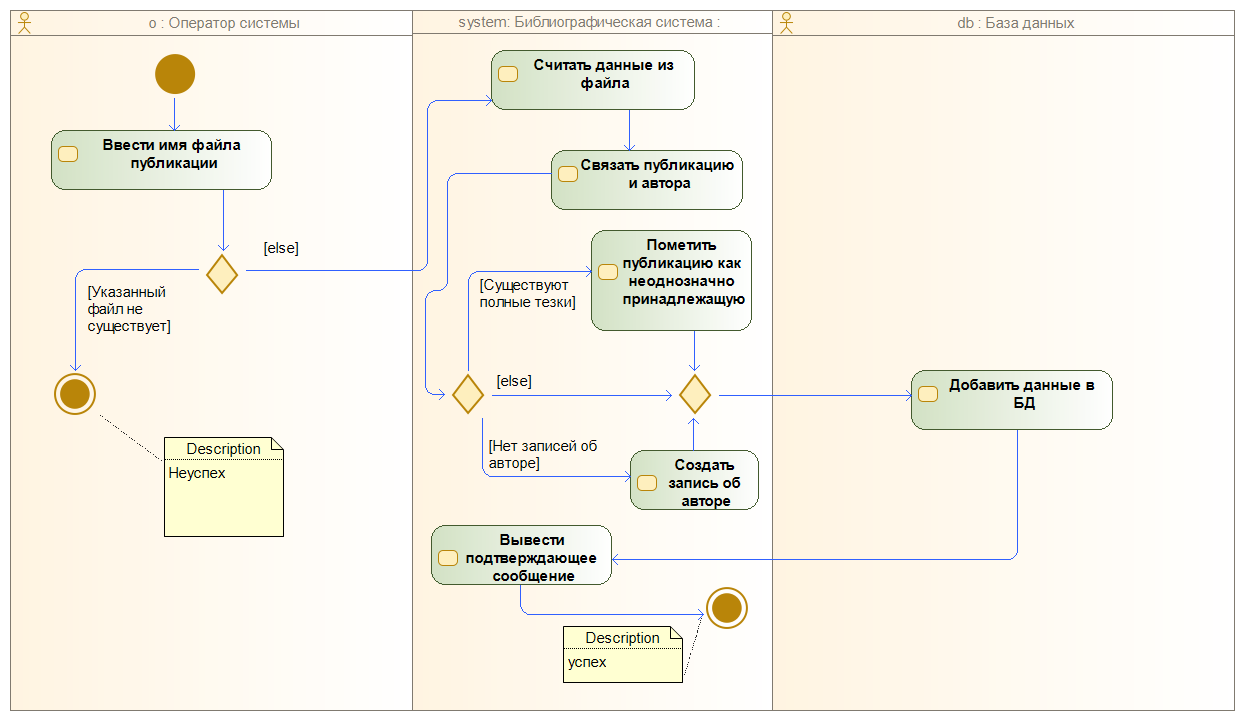 o : Оператор системы
system: Библиографическая система :
db : База данных
Ввести имя файла
публикации
[else]
[Указанный
файл не
существует]
Description
Неуспех
Считать данные из
файла
Связать публикацию
и автора
Пометить
публикацию как
неоднозначно
принадлежащую
[Существуют
полные тезки]
[else]
[Нет записей об
авторе]
Создать
запись об
авторе
Добавить данные в
БД
Вывести
подтверждающее
сообщение
Description
успех